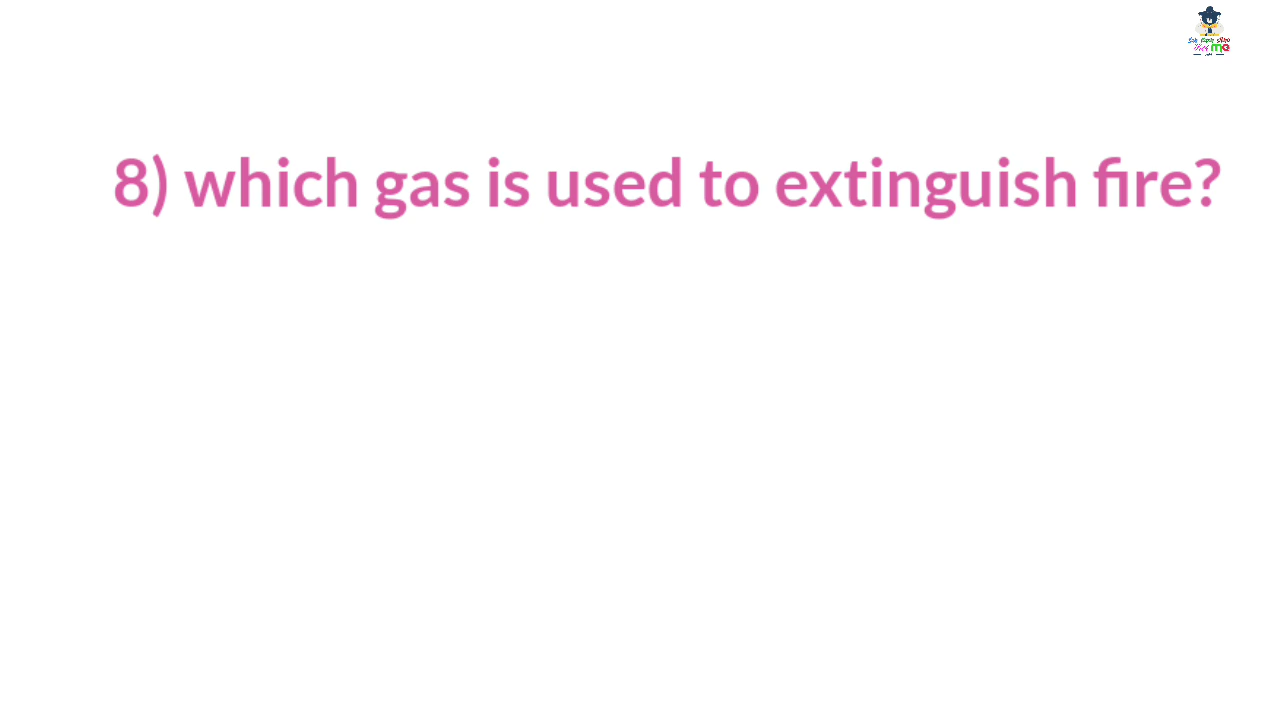 8) which gas is used to extinguish fire?